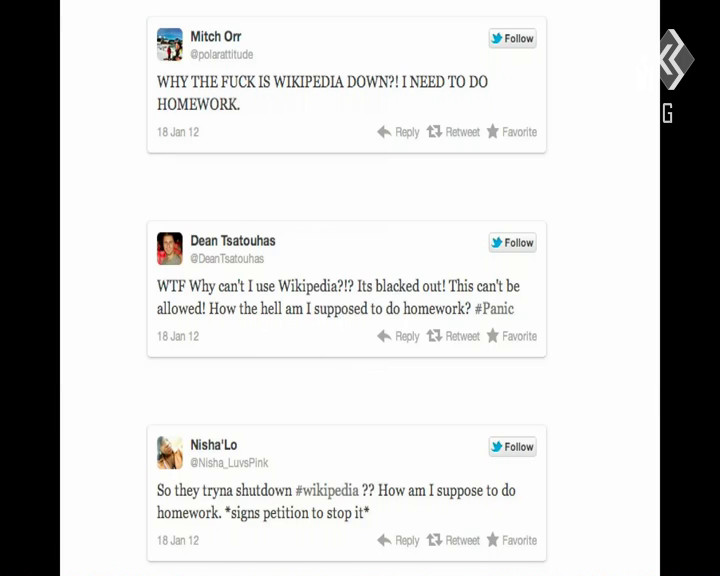 Mitch Orr
Follow
@polarattitude
WHY THE FUCK IS WIKIPEDIA DOWN?! I NEED TO DO
HOMEWORK.
18 Jan 12
Reply Retweet Favorite
Dean Tsatouhas
Follow
@DeanTsatouhas
WTF Why can't I use Wikipedia?!? Its blacked out! This can't be
allowed! How the hell am I supposed to do homework? #Panic
18 Jan 12
Reply Retweet Favorite
Nisha'Lo
Follow
@Nisha_LuvsPink
So they tryna shutdown #wikipedia ?? How am I suppose to do
homework. *signs petition to stop it*
18 Jan 12
Reply Retweet Favorite